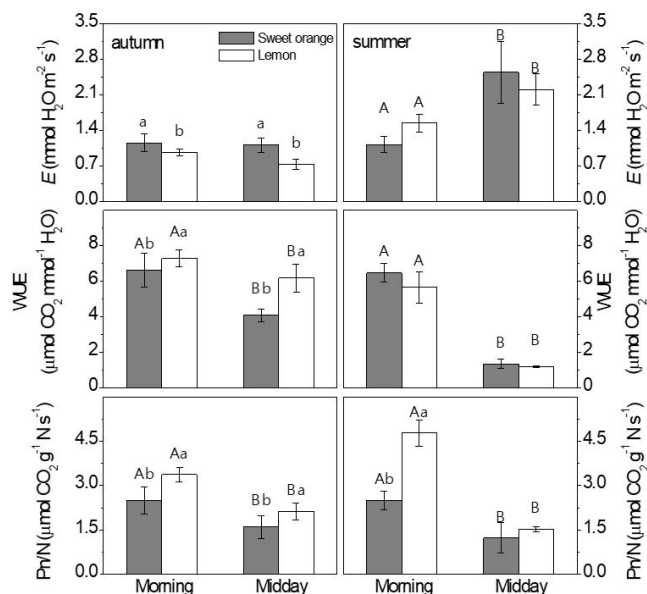 autumn
Sweet orange
Lemon
summer
E (mmol H2O m-2 s-1)
3.5
2.8
2.1
1.4
0.7
0.0
a
b
a
b
A
A
B
B
3.5
2.8
2.1
1.4
0.7
0.0
E (mmol H2O m-2 s-1)
WUE
(μmol CO2 mmol-1 H2O)
8
6
4
2
0
Ab
Aa
Bb
Ba
A
A
B
B
8
6
4
2
0
WUE
(μmol CO2 mmol-1 H2O)
Pn/N (μmol CO2 g-1 N s-1)
4.5
3.0
1.5
0.0
Ab
Aa
Bb
Ba
Ab
Aa
B
B
4.5
3.0
1.5
0.0
Pn/N (μmol CO2 g-1 N s-1)
Morning
Midday
Morning
Midday